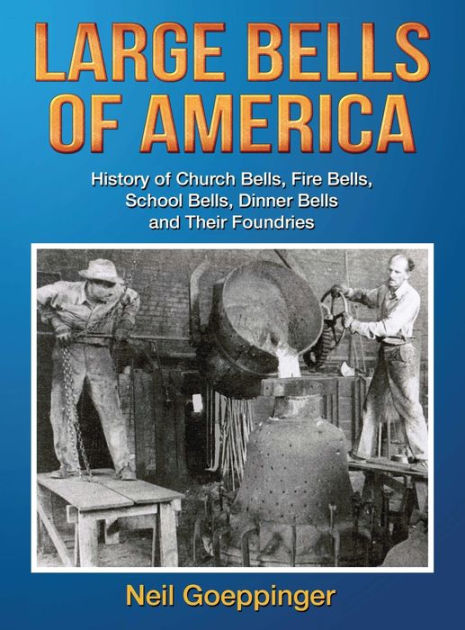 LARGE BELLS
OF AMERICA
History of Church Bells, Fire Bells,
School Bells, Dinner Bells
and Their Foundries
Neil Goeppinger